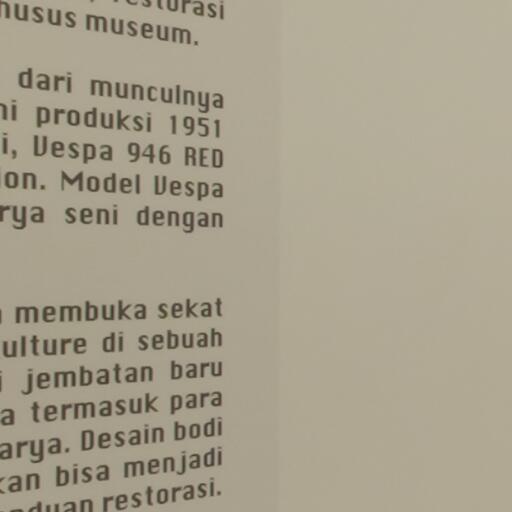 restorasi
husus museum.
dari munculnya
ni produksi 1951
i, Vespa 946 RED
ion. Model Vespa
rya seni dengan
membuka sekat
ulture di sebuah
i jembatan baru
a termasuk para
arya. Desain bodi
kan bisa menjadi
nduan restorasi.